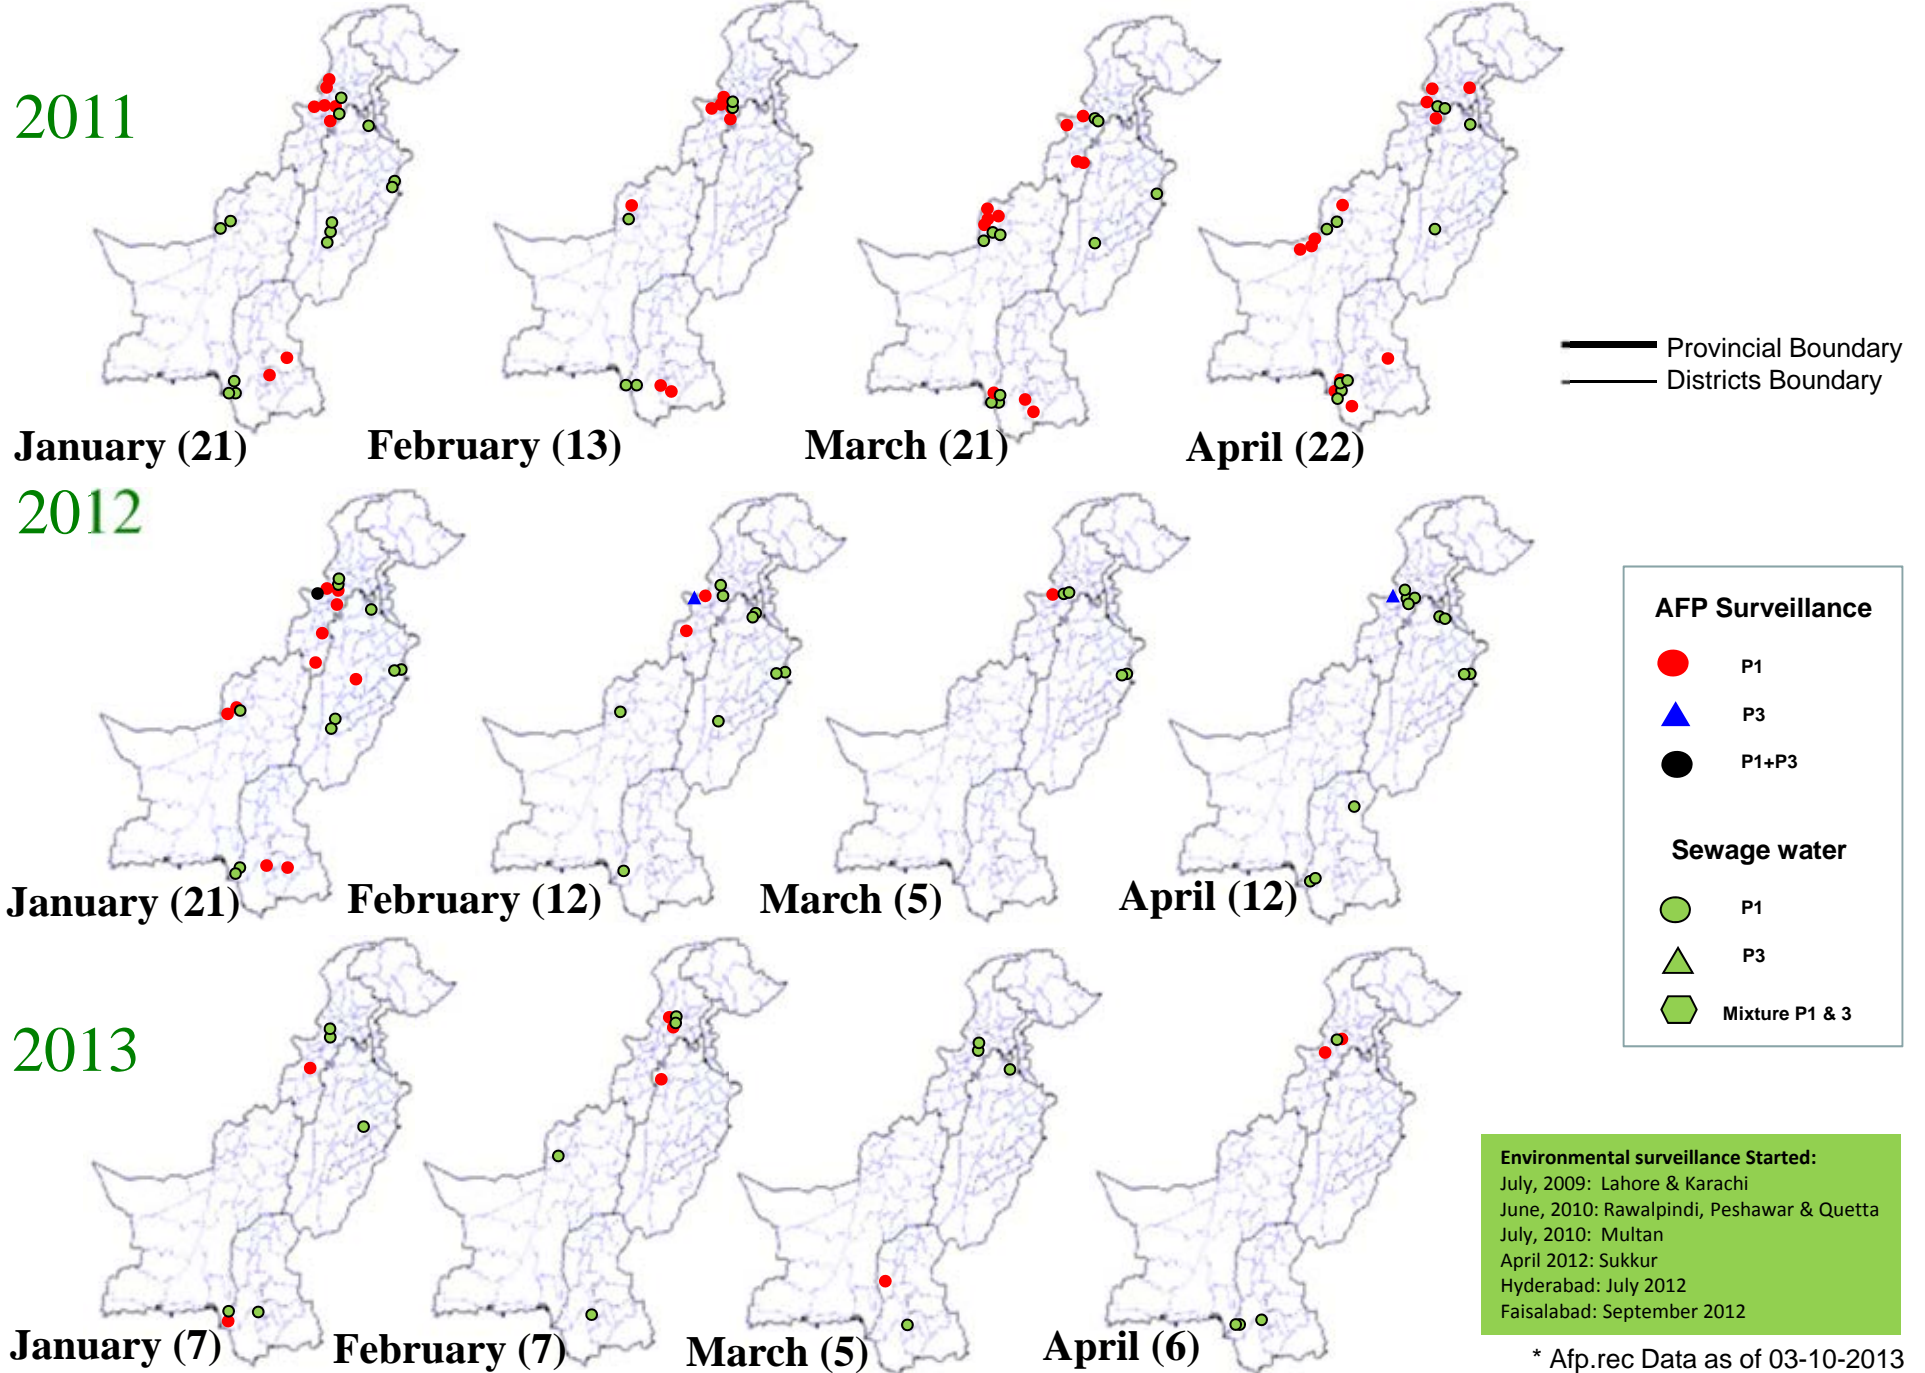 2011
January (21)
February (13)
March (21)
April (22)
Provincial Boundary
Districts Boundary
2012
January (21)
February (12)
March (5)
April (12)
AFP Surveillance
P1
P3
P1+P3
Sewage water
P1
P3
Mixture P1 & 3
2013
January (7)
February (7)
March (5)
April (6)
Environmental surveillance Started:
July, 2009: Lahore & Karachi
June, 2010: Rawalpindi, Peshawar & Quetta
July, 2010: Multan
April 2012: Sukkur
Hyderabad: July 2012
Faisalabad: September 2012
* Afp.rec Data as of 03-10-2013